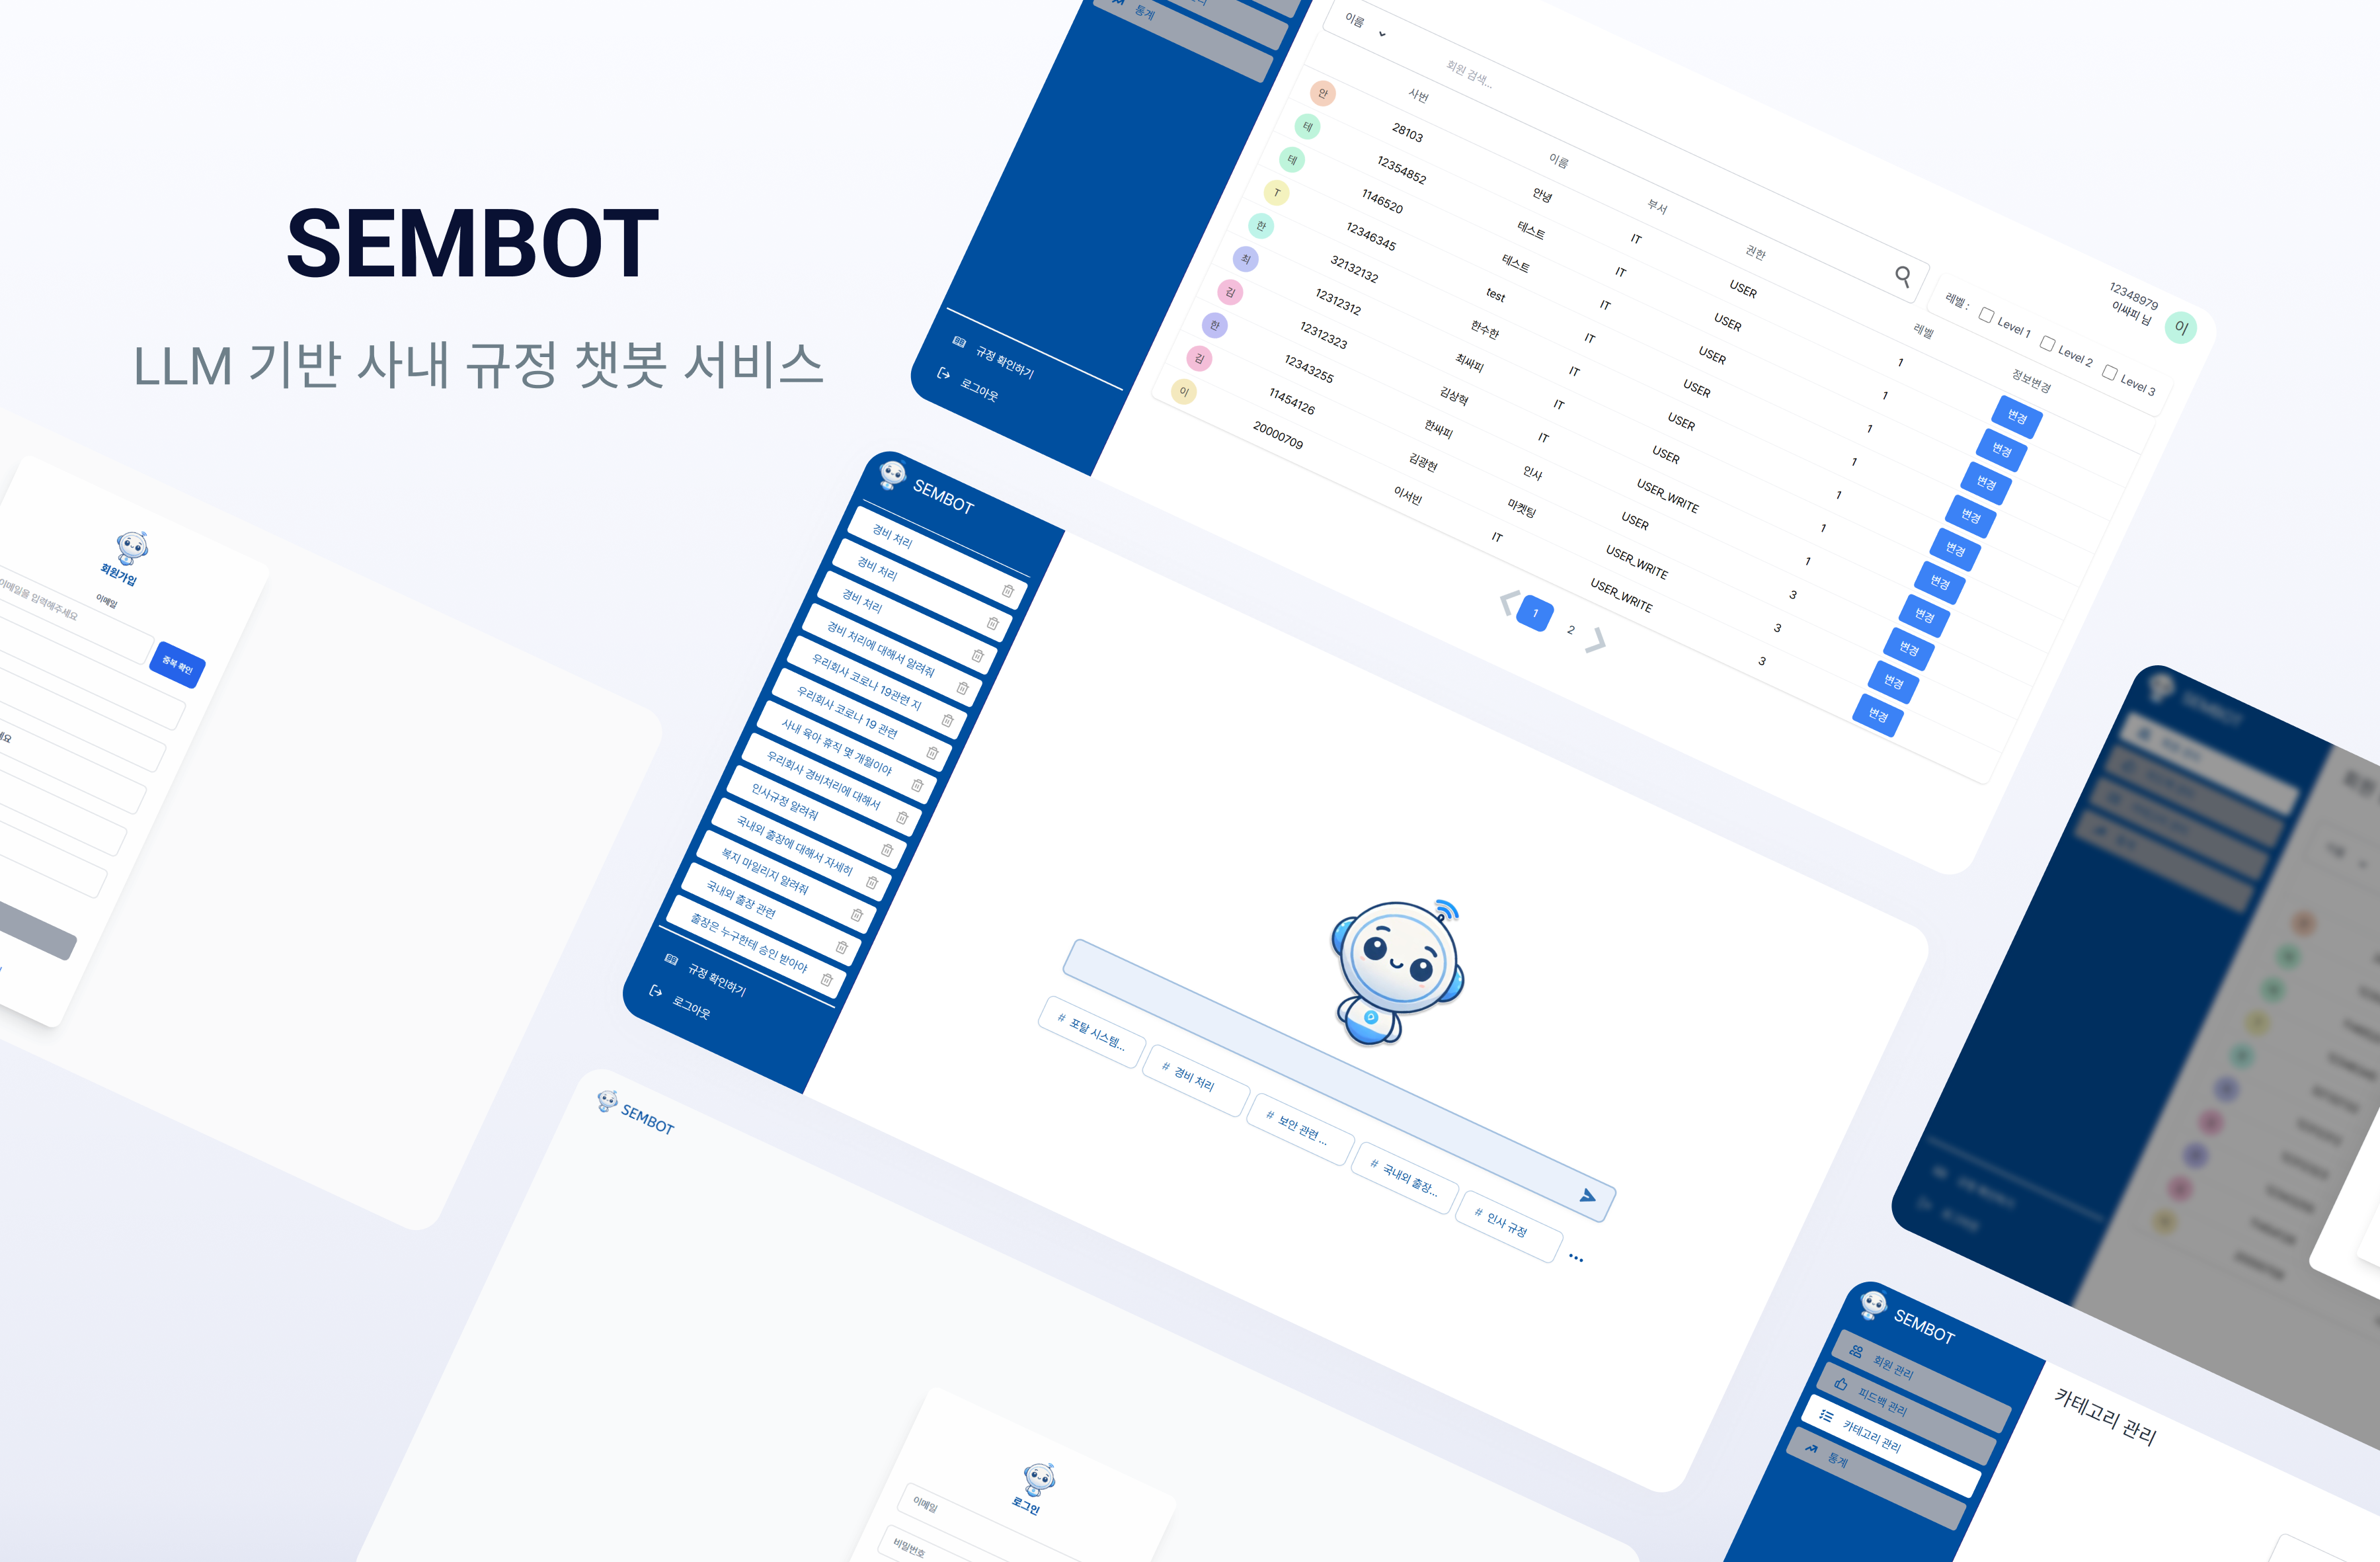 SEMBOT
LLM 기반 사내 규정 챗봇 서비스
통계
규정 확인하기
로그아웃
이름
회원 검색...
레벨 : Level 1 Level 2 Level 3
12348979
이싸피 님
이
사번 이름 부서 권한 레벨 정보변경
안 28103 안녕 IT USER 1 변경
테 12354852 테스트 IT USER 1 변경
테 1146520 테스트 IT USER 1 변경
T 12346345 test IT USER 1 변경
한 32132132 한수한 IT USER 1 변경
최 12312312 최싸피 IT USER 1 변경
김 12312323 김상혁 IT USER_WRITE 1 변경
한 12343255 한싸피 인사 USER 3 변경
김 11454126 김광현 마켓팅 USER_WRITE 3 변경
이 20000709 이서빈 IT USER_WRITE 3 변경
1 2
회원가입
이메일
이메일을 입력해주세요
중복 확인
SEMBOT
경비 처리
경비 처리
경비 처리
경비 처리에 대해서 알려줘
우리회사 코로나 19관련 지
우리회사 코로나 19 관련
사내 육아 휴직 몇 개월이야
우리회사 경비처리에 대해서
인사규정 알려줘
국내외 출장에 대해서 자세히
복지 마일리지 알려줘
국내외 출장 관련
출장은 누구한테 승인 받아야
규정 확인하기
로그아웃
# 포탈 시스템...
# 경비 처리
# 보안 관련 ...
# 국내외 출장...
# 인사 규정
...
SEMBOT
로그인
이메일
비밀번호
SEMBOT
SEMBOT
회원 관리
피드백 관리
카테고리 관리
통계
카테고리 관리